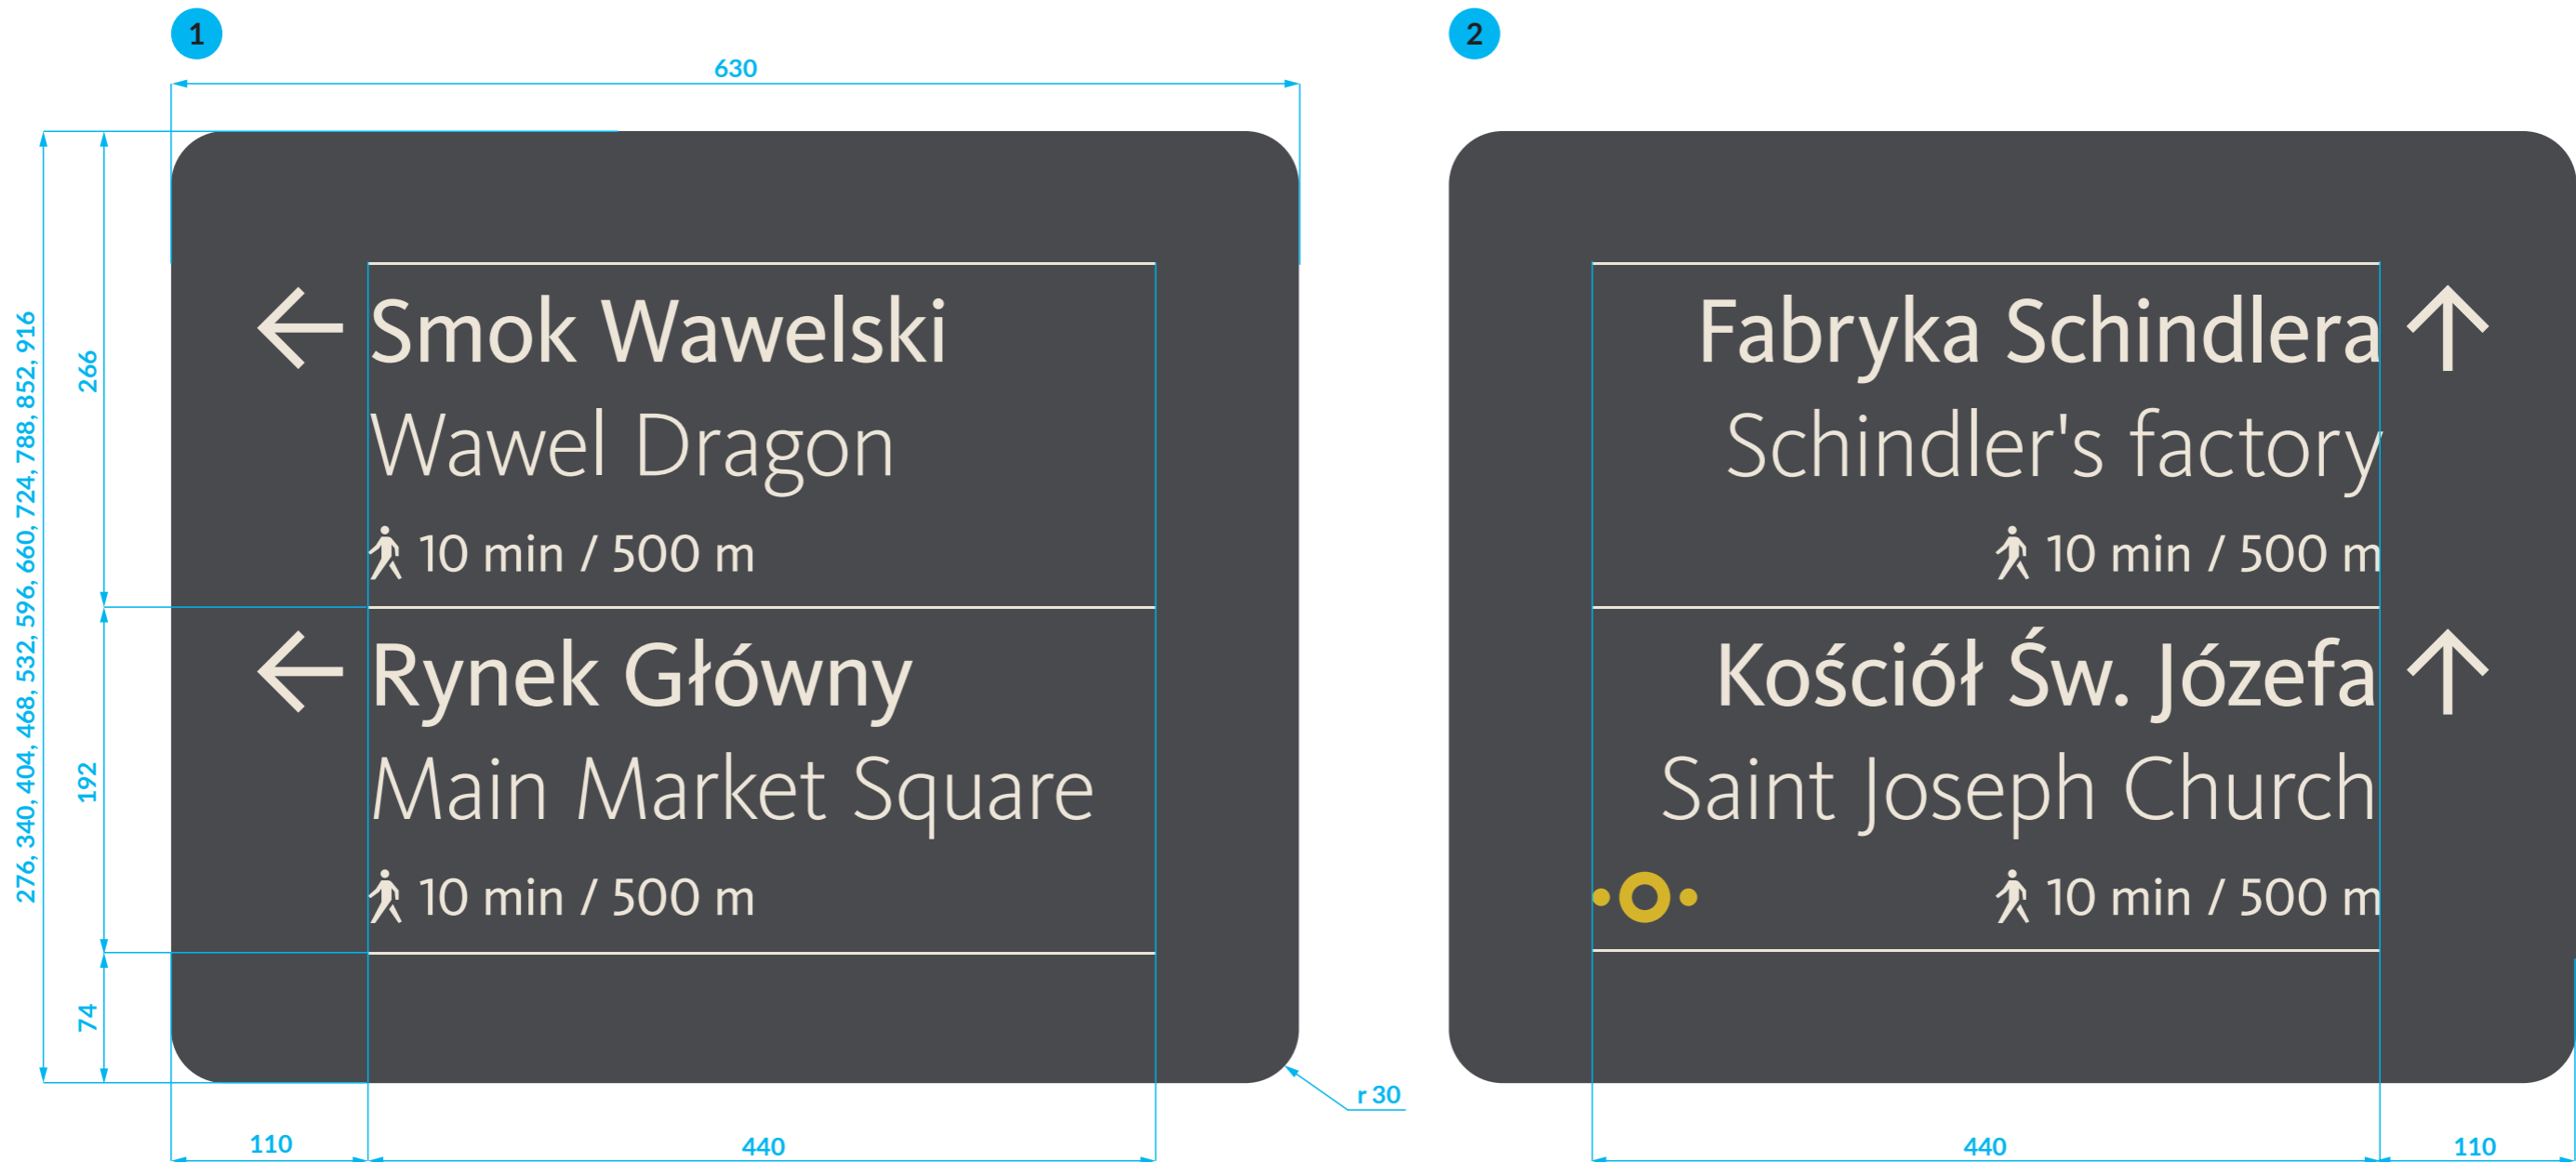 1
2
630
276, 340, 404, 468, 532, 596, 660, 724, 788, 852, 916
266
192
74
Smok Wawelski
Wawel Dragon
10 min / 500 m
Rynek Główny
Main Market Square
10 min / 500 m
Fabryka Schindlera
Schindler's factory
10 min / 500 m
Kościół Św. Józefa
Saint Joseph Church
10 min / 500 m
r 30
110
440
440
110